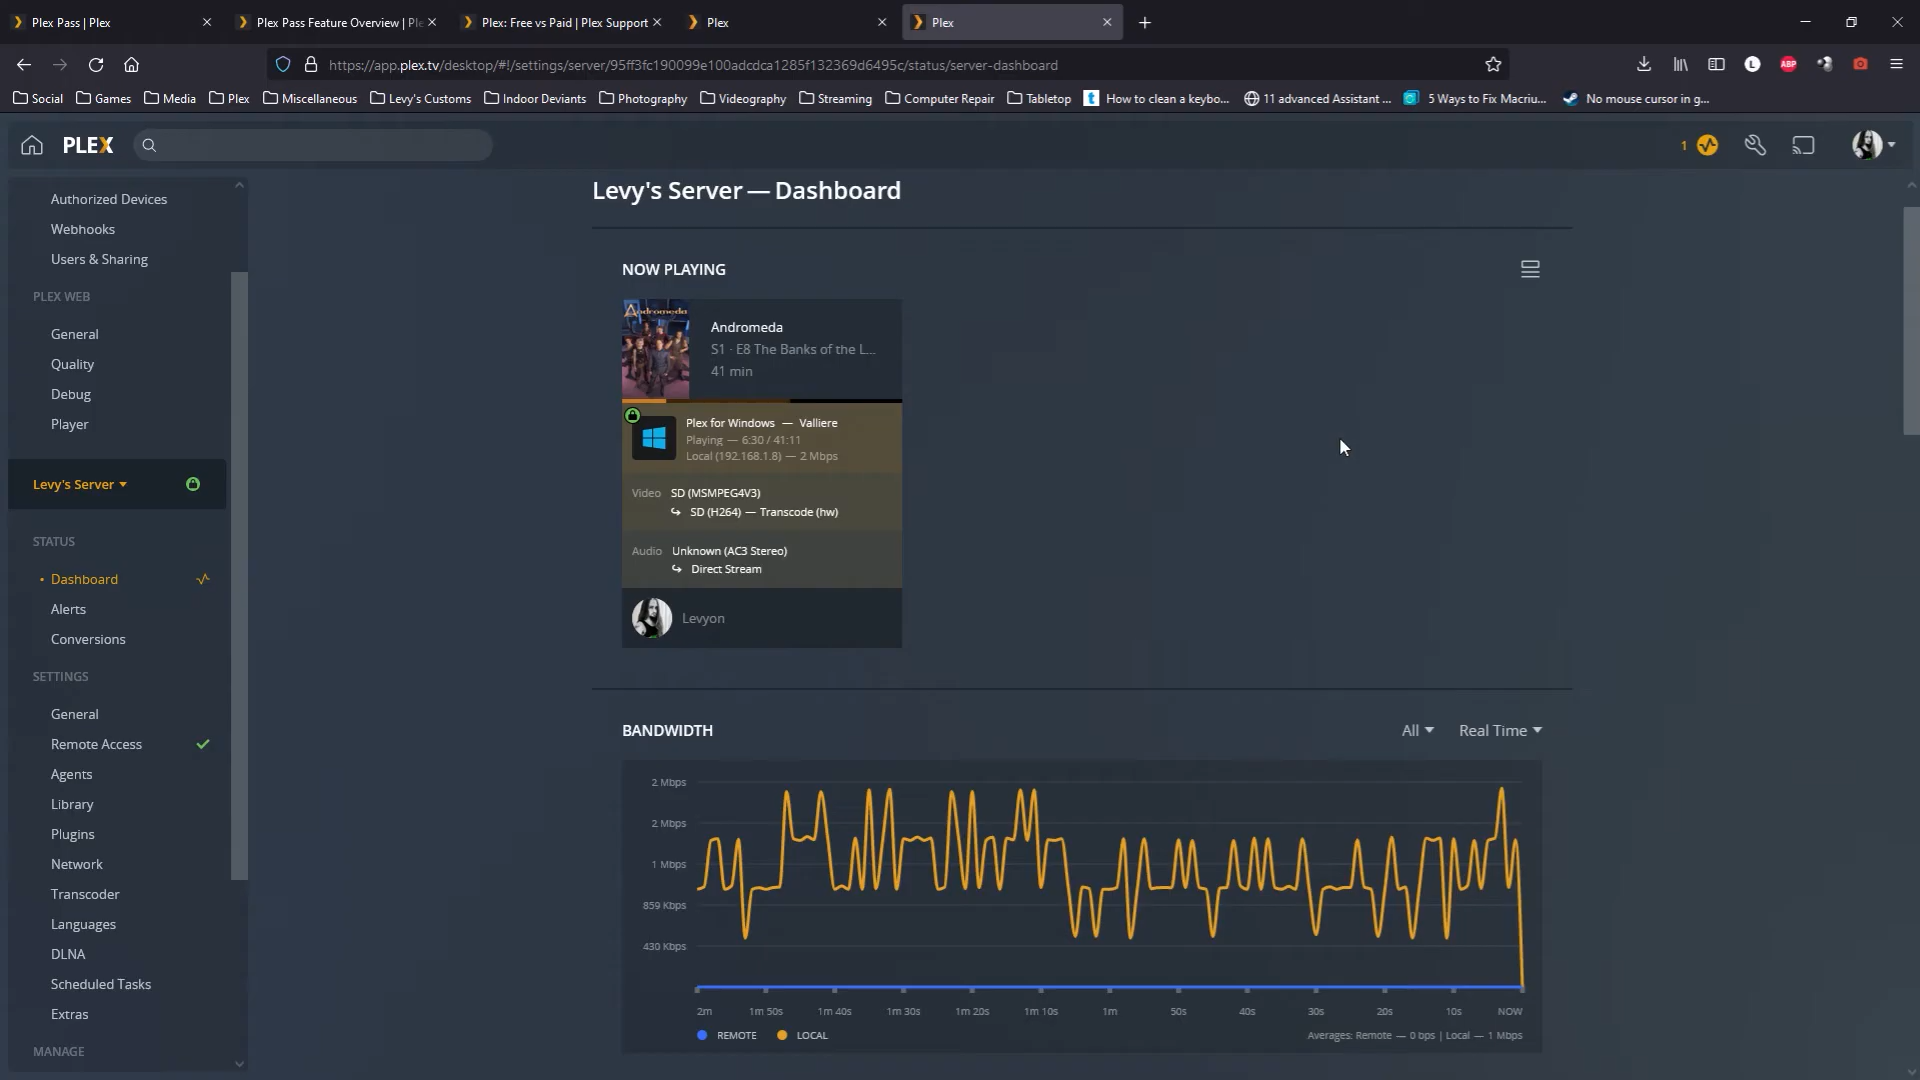 Plex Pass | Plex
Plex Pass Feature Overview | Ple
Plex: Free vs Paid | Plex Support
Plex
Plex
https://app.plex.tv/desktop/#!/settings/server/95ff3fc190099e100adcdca1285f132369d6495c/status/server-dashboard
L
ABP
Social
Games
Media
Plex
Miscellaneous
Levy's Customs
Indoor Deviants
Photography
Videography
Streaming
Computer Repair
Tabletop
t
How to clean a keybo...
11 advanced Assistant ...
5 Ways to Fix Macriu...
No mouse cursor in g...
PLEX
1
Authorized Devices
Webhooks
Users & Sharing
PLEX WEB
General
Quality
Debug
Player
Levy's Server
STATUS
Dashboard
Alerts
Conversions
SETTINGS
General
Remote Access
Agents
Library
Plugins
Network
Transcoder
Languages
DLNA
Scheduled Tasks
Extras
MANAGE
Levy's Server — Dashboard
NOW PLAYING
Andromeda
Andromeda
S1 · E8 The Banks of the L...
41 min
Plex for Windows — Valliere
Playing — 6:30 / 41:11
Local (192.168.1.8) — 2 Mbps
Video SD (MSMPEG4V3)
SD (H264) — Transcode (hw)
Audio Unknown (AC3 Stereo)
Direct Stream
Levyon
BANDWIDTH
All
Real Time
2 Mbps
2 Mbps
1 Mbps
859 Kbps
430 Kbps
2m 1m 50s 1m 40s 1m 30s 1m 20s 1m 10s 1m 50s 40s 30s 20s 10s NOW
REMOTE LOCAL
Averages: Remote — 0 bps | Local — 1 Mbps